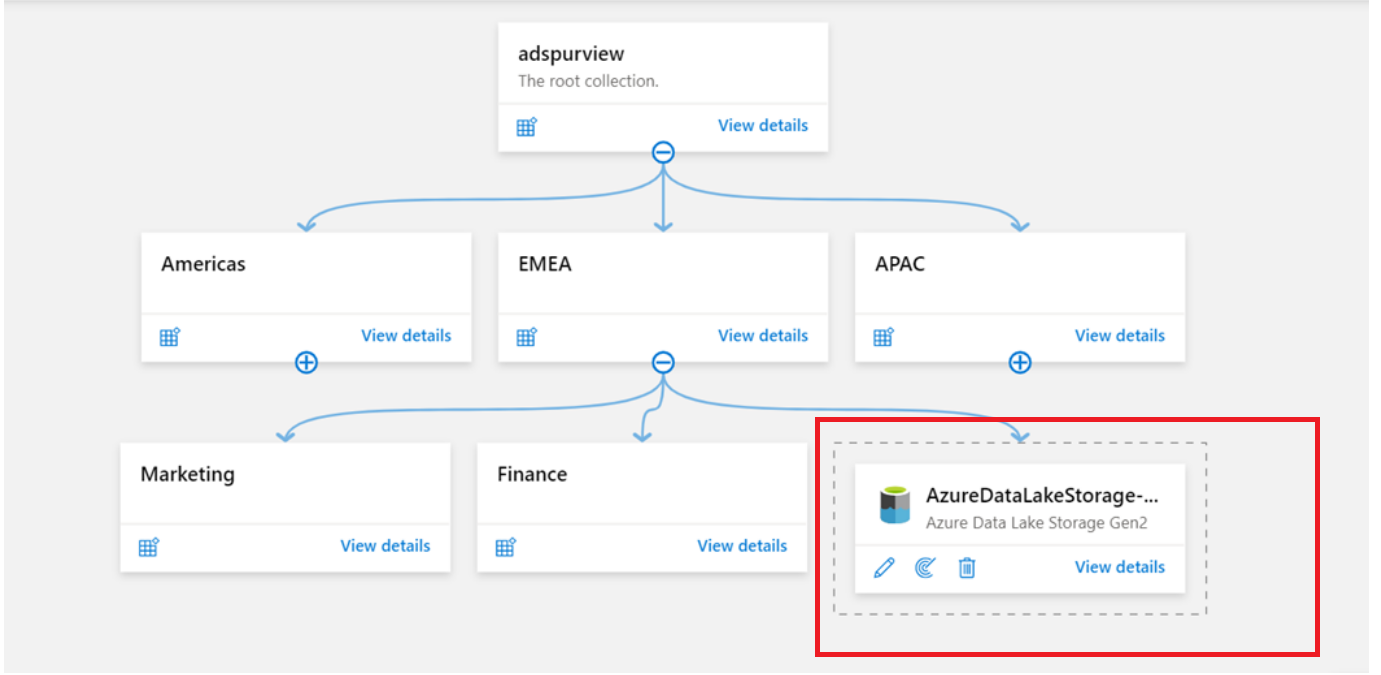 adspurview
The root collection.
View details
Americas
View details
EMEA
View details
APAC
View details
Marketing
View details
Finance
View details
AzureDataLakeStorage-...
Azure Data Lake Storage Gen2
View details